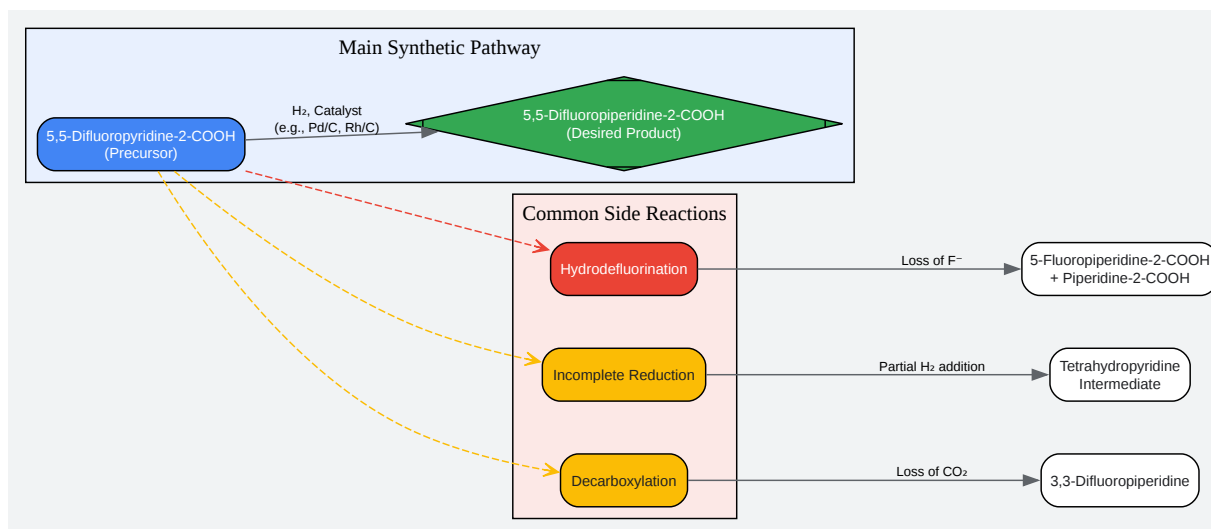 Main Synthetic Pathway
5,5-Difluoropyridine-2-COOH
(Precursor)
H₂, Catalyst
(e.g., Pd/C, Rh/C)
5,5-Difluoropiperidine-2-COOH
(Desired Product)
Common Side Reactions
Hydrodefluorination
Loss of F⁻
5-Fluoropiperidine-2-COOH
+ Piperidine-2-COOH
Incomplete Reduction
Partial H₂ addition
Tetrahydropyridine
Intermediate
Decarboxylation
Loss of CO₂
3,3-Difluoropiperidine